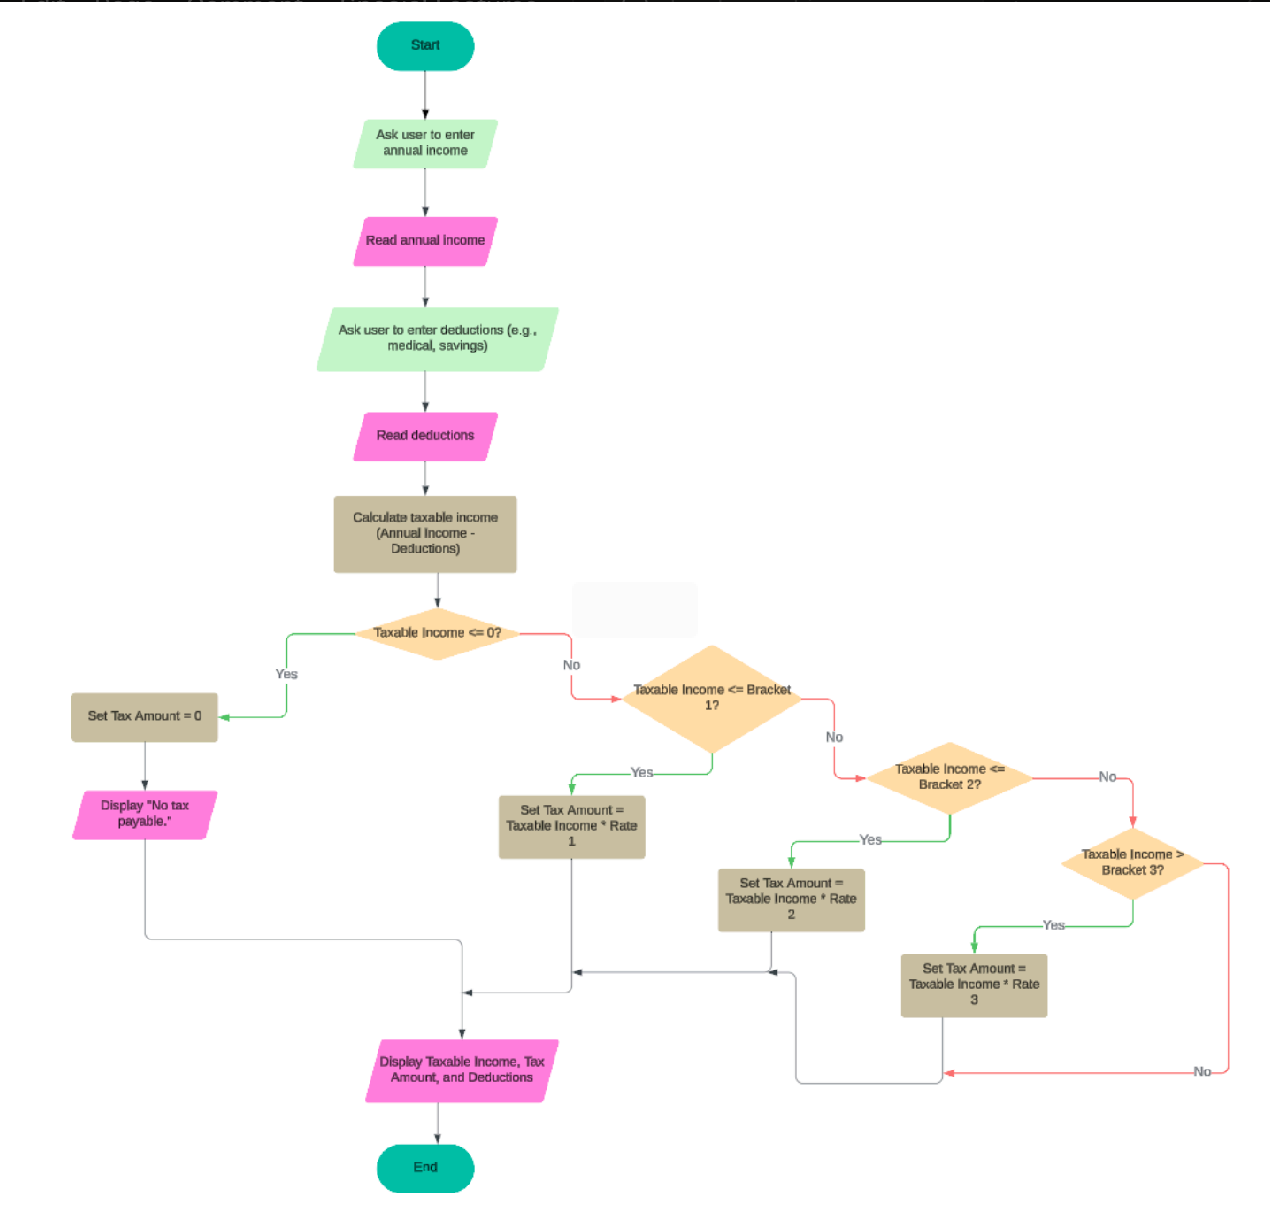 Start
Ask user to enter
annual income
Read annual income
Ask user to enter deductions (e.g.,
medical, savings)
Read deductions
Calculate taxable income
(Annual Income -
Deductions)
Taxable Income <= 0?
Yes
No
Set Tax Amount = 0
Display "No tax
payable."
Taxable Income <= Bracket
1?
Yes
No
Set Tax Amount =
Taxable Income * Rate
1
Taxable Income <=
Bracket 2?
Yes
No
Set Tax Amount =
Taxable Income * Rate
2
Taxable Income >
Bracket 3?
Yes
No
Set Tax Amount =
Taxable Income * Rate
3
Display Taxable Income, Tax
Amount, and Deductions
End